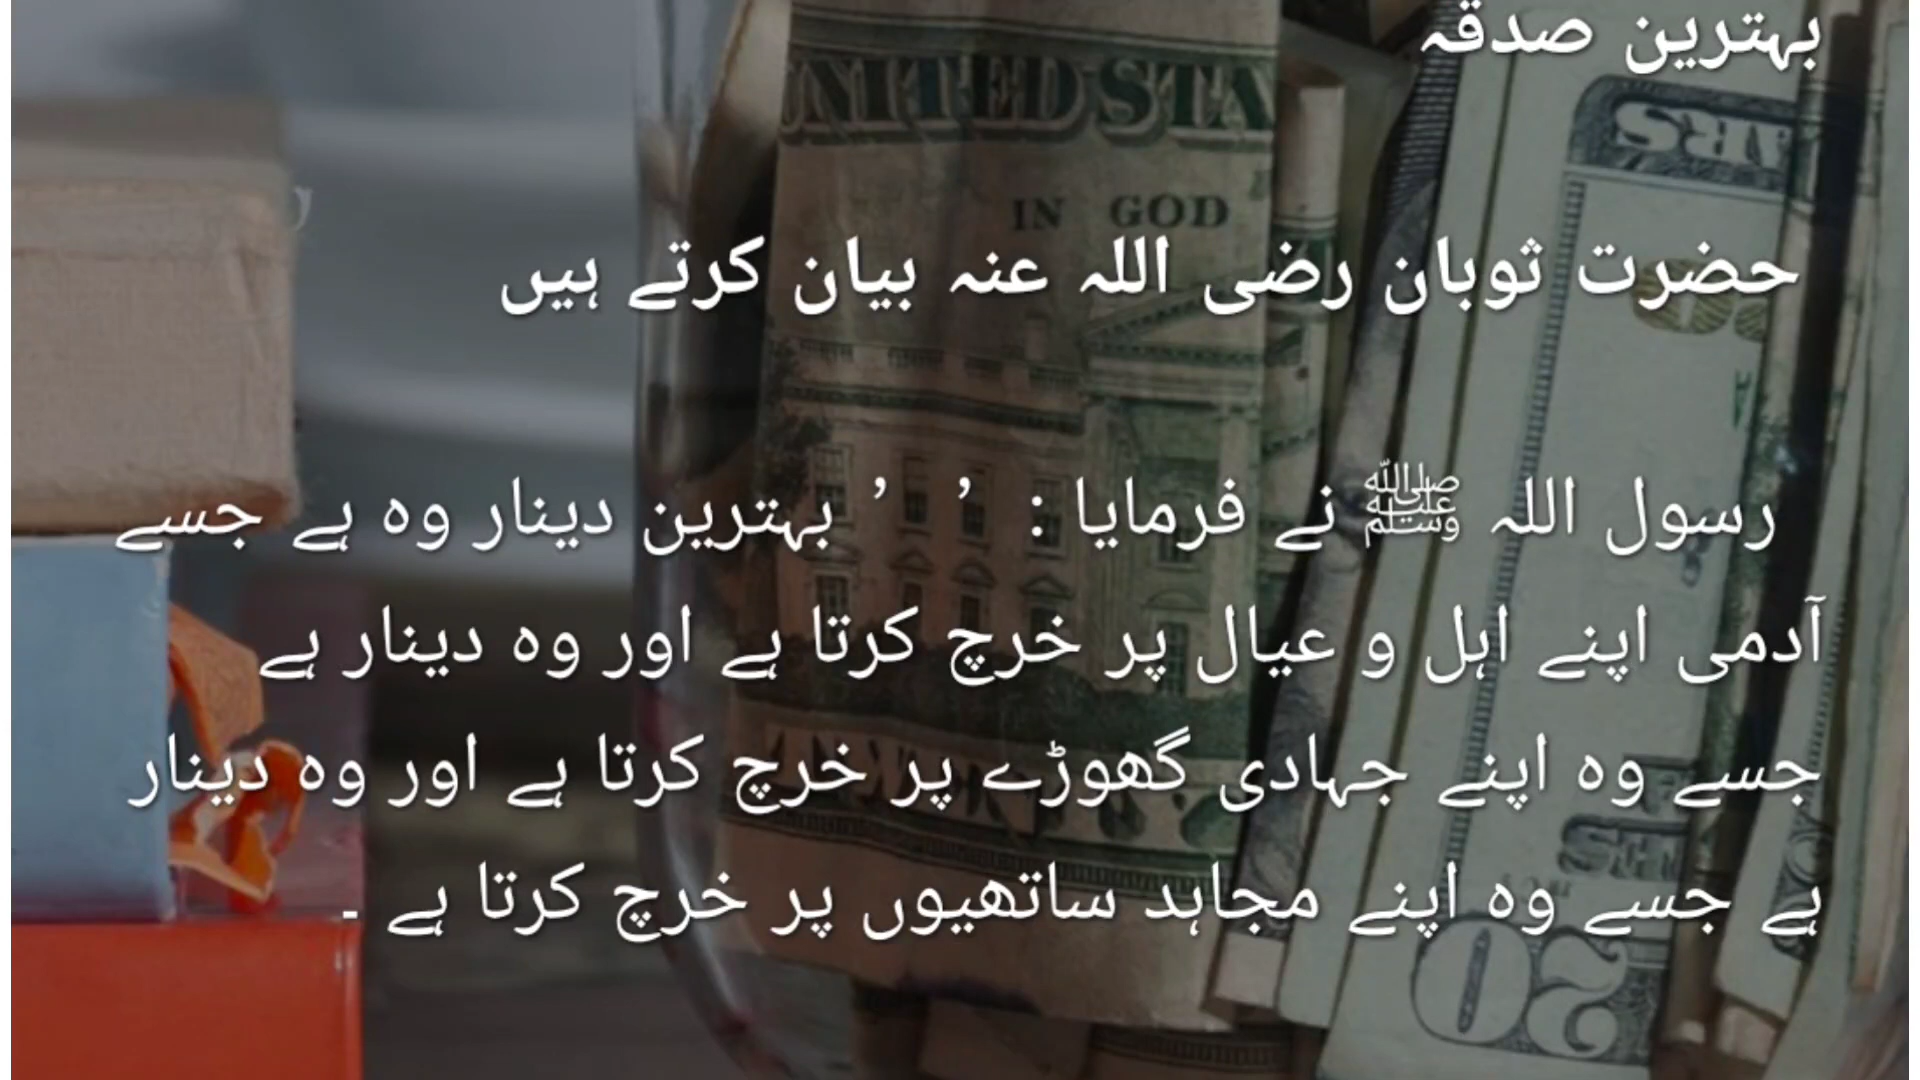 بہترین صدقہ
حضرت ثوبان رضی اللہ عنہ بیان کرتے ہیں
رسول اللہ ﷺ نے فرمایا : ’ ’ بہترین دینار وہ ہے جسے
آدمی اپنے اہل و عیال پر خرچ کرتا ہے اور وہ دینار ہے
جسے وہ اپنے جہادی گھوڑے پر خرچ کرتا ہے اور وہ دینار
ہے جسے وہ اپنے مجاہد ساتھیوں پر خرچ کرتا ہے ۔
UNITED STA
IN GOD
20